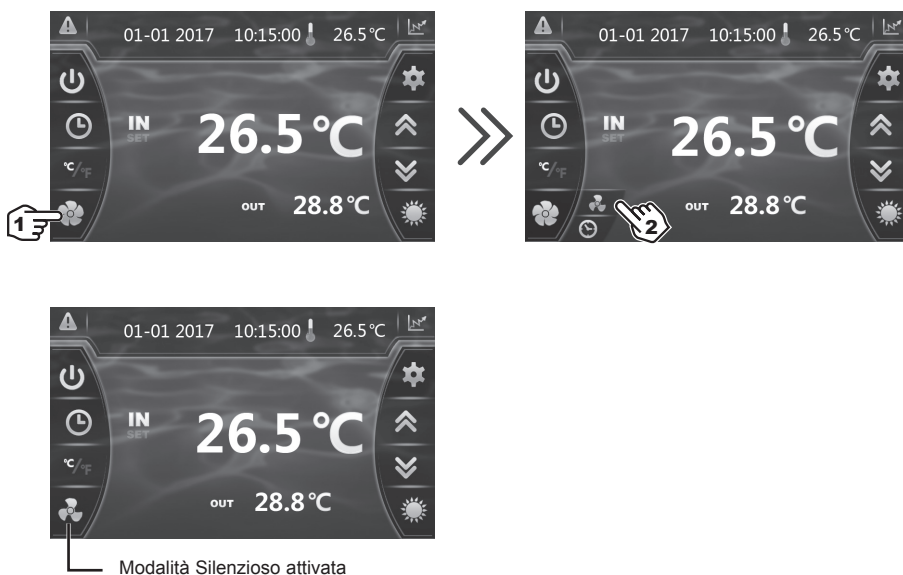 01-01 2017 10:15:00 26.5℃
IN
SET
26.5℃
℃/℉
OUT 28.8℃
1
01-01 2017 10:15:00 26.5℃
IN
SET
26.5℃
℃/℉
OUT 28.8℃
2
01-01 2017 10:15:00 26.5℃
IN
SET
26.5℃
℃/℉
OUT 28.8℃
Modalità Silenzioso attivata